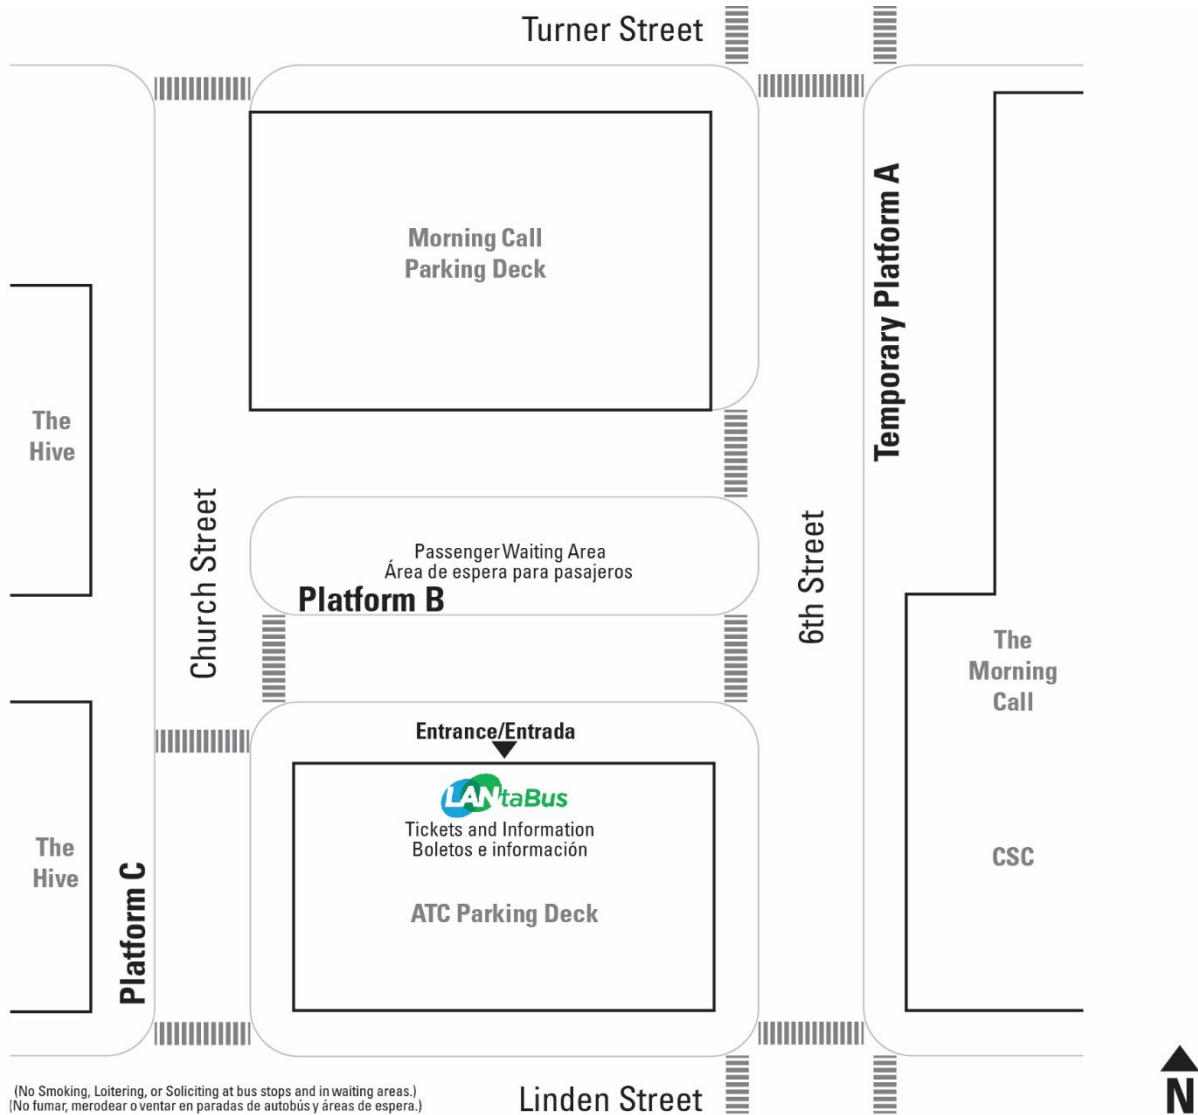 Turner Street
Morning Call
Parking Deck
Temporary Platform A
The
Hive
Church Street
Passenger Waiting Area
Área de espera para pasajeros
Platform B
6th Street
The
Morning
Call
Entrance/Entrada
LANtaBus
Tickets and Information
Boletos e información
The
Hive
CSC
Platform C
ATC Parking Deck
(No Smoking, Loitering, or Soliciting at bus stops and in waiting areas.)
(No fumar, merodear o ventar en paradas de autobús y áreas de espera.)
Linden Street
N